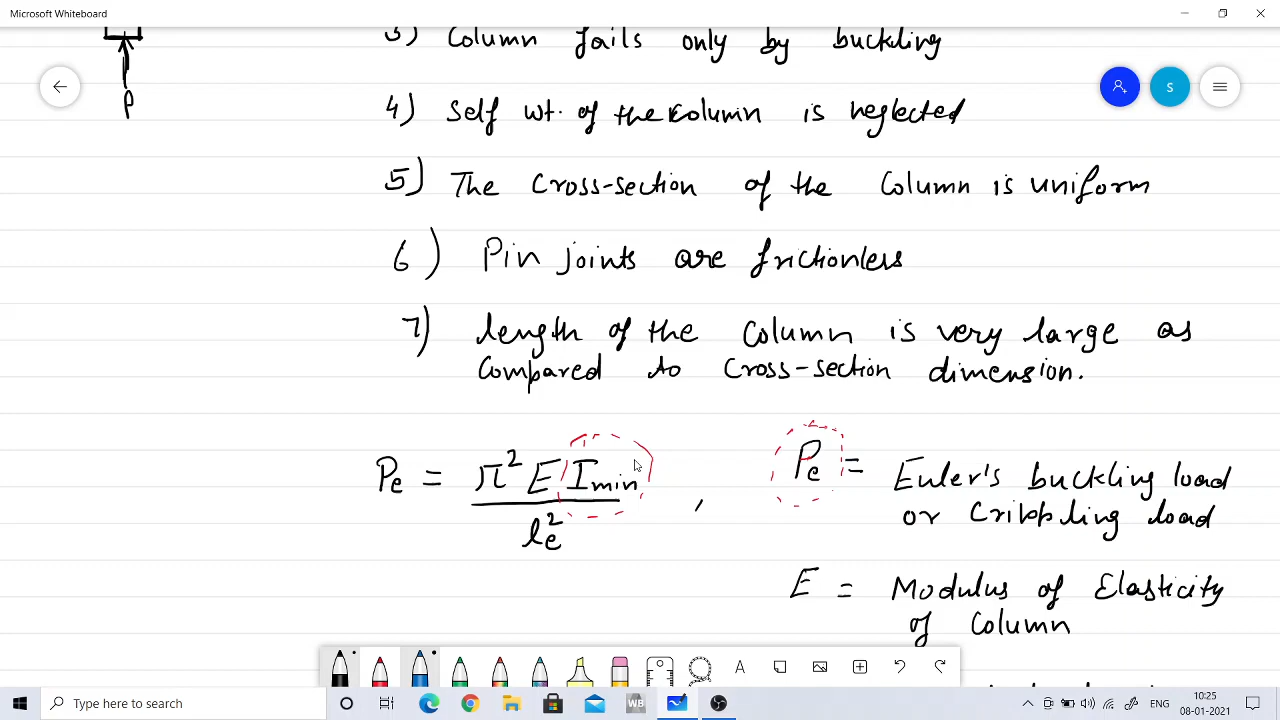 Microsoft Whiteboard
3) Column fails only by buckling
P
4) Self wt. of the column is neglected
5) The cross-section of the column is uniform
6) Pin joints are frictionless
7) length of the column is very large as
compared to cross-section dimension.
Pe = π² E Imin / le² , Pe = Euler's buckling load
or Cribbling load
E = Modulus of Elasticity
of column
S
A
Type here to search
WB
ENG
10:25
08-01-2021